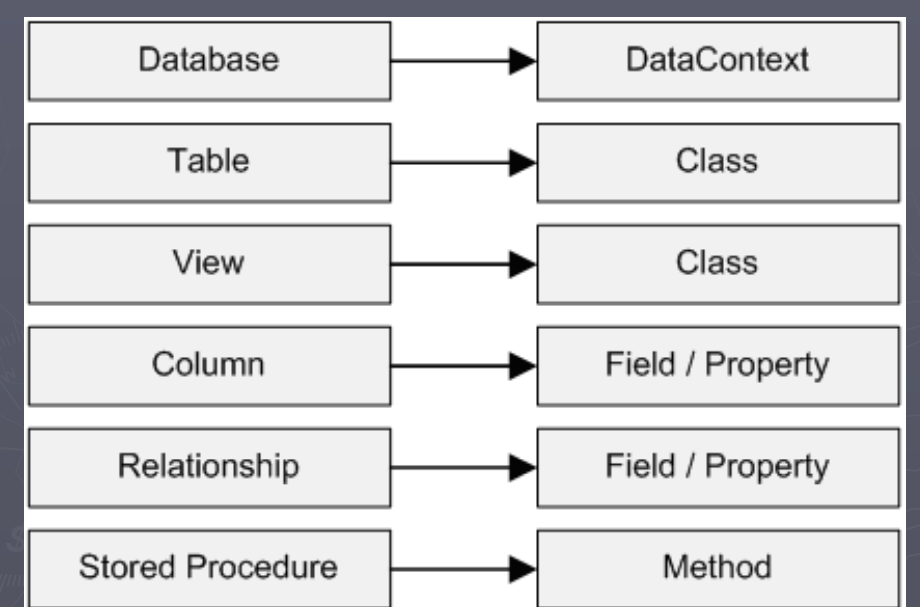 Database DataContext
Table Class
View Class
Column Field / Property
Relationship Field / Property
Stored Procedure Method